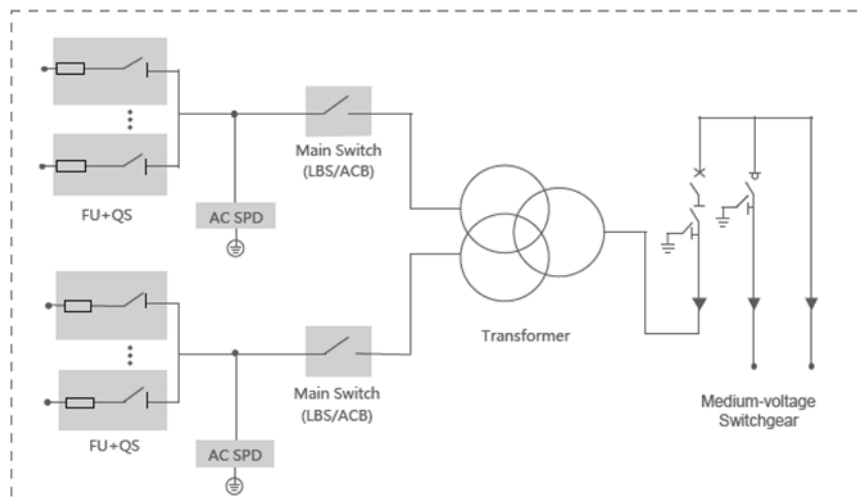 Main Switch
(LBS/ACB)
FU+QS
AC SPD
Transformer
Main Switch
(LBS/ACB)
Medium-voltage
Switchgear
FU+QS
AC SPD